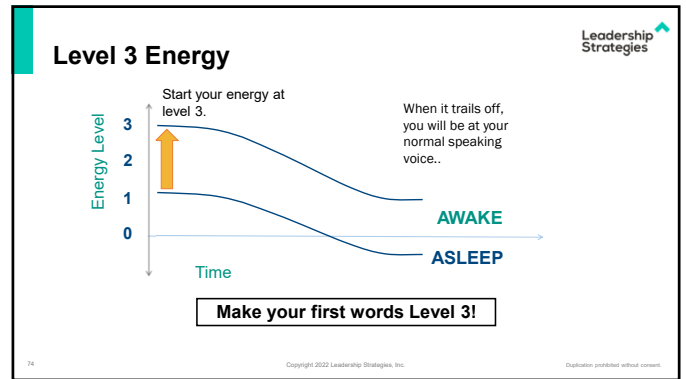 Level 3 Energy
Leadership
Strategies
Start your energy at
level 3.
When it trails off,
you will be at your
normal speaking
voice..
Energy Level
3
2
1
0
AWAKE
ASLEEP
Time
Make your first words Level 3!
74
Copyright 2022 Leadership Strategies, Inc.
Duplication prohibited without consent.